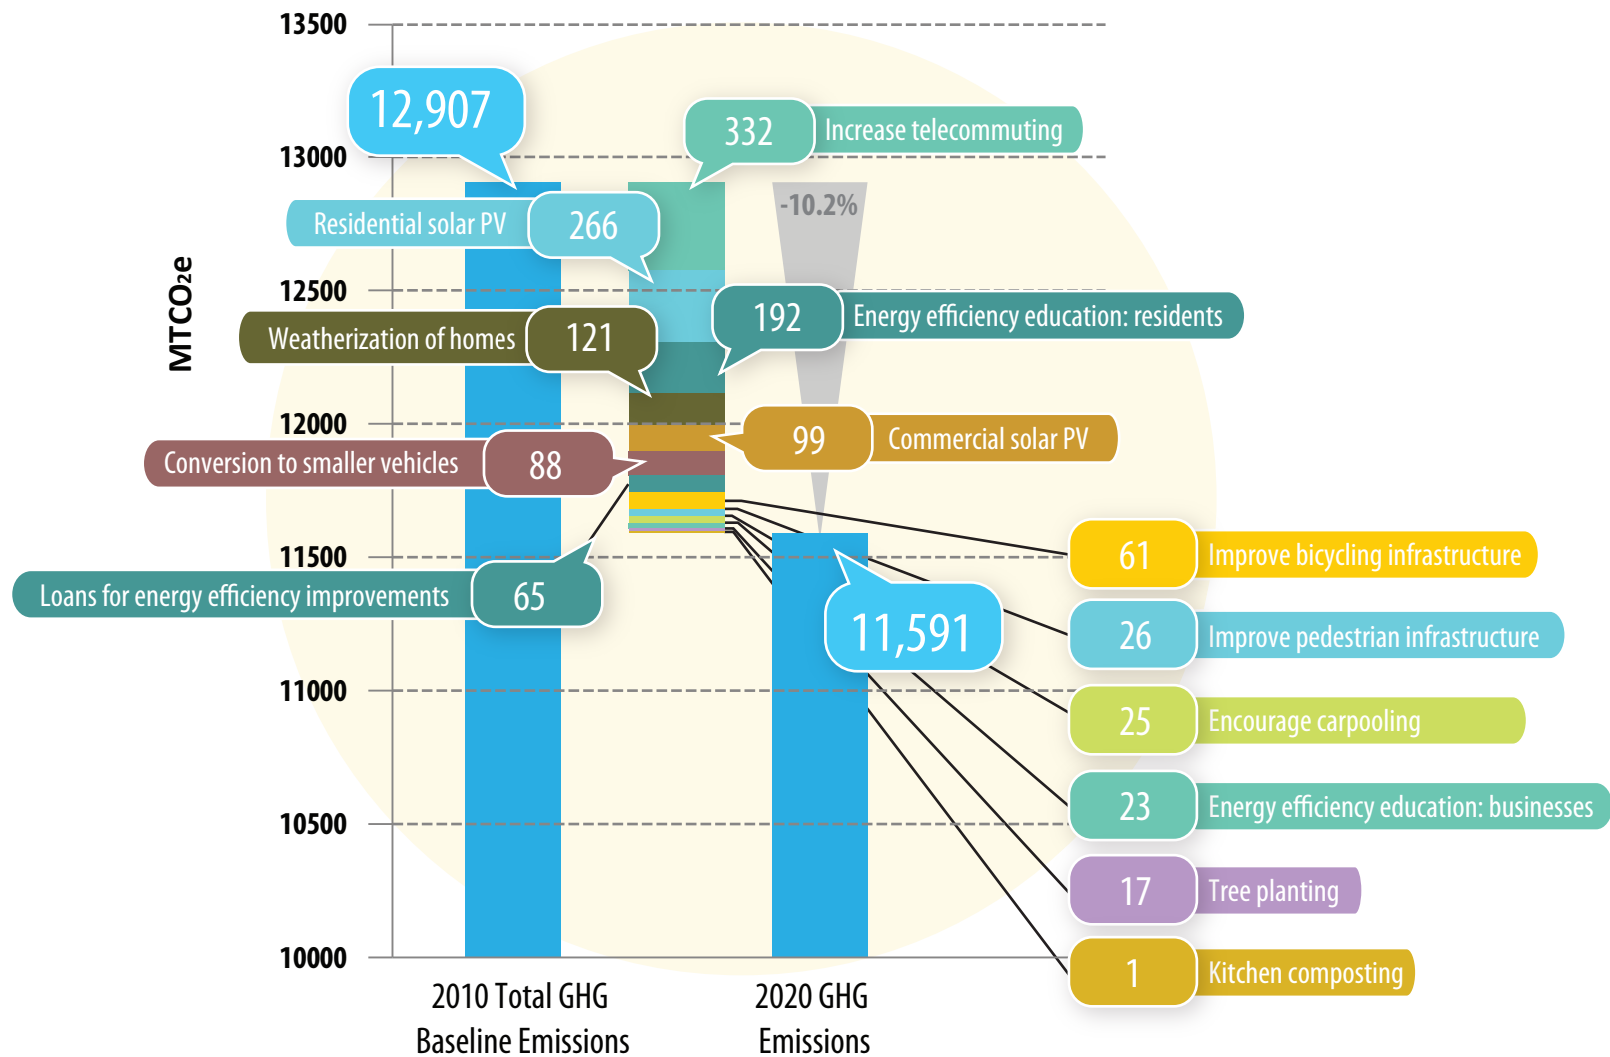 13500
12,907
332 Increase telecommuting
13000
-10.2%
Residential solar PV 266
12500
MTCO₂e
192 Energy efficiency education: residents
Weatherization of homes 121
12000
99 Commercial solar PV
Conversion to smaller vehicles 88
11500
61 Improve bicycling infrastructure
Loans for energy efficiency improvements 65
11,591
26 Improve pedestrian infrastructure
11000
25 Encourage carpooling
10500
23 Energy efficiency education: businesses
17 Tree planting
10000
1 Kitchen composting
2010 Total GHG
Baseline Emissions
2020 GHG
Emissions